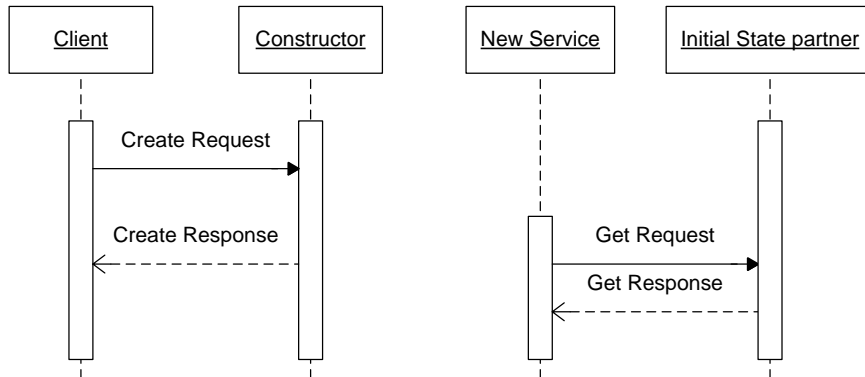 Client
Constructor
New Service
Initial State partner
Create Request
Create Response
Get Request
Get Response